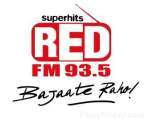 superhits
RED
FM 93.5
Bajaate Raho!